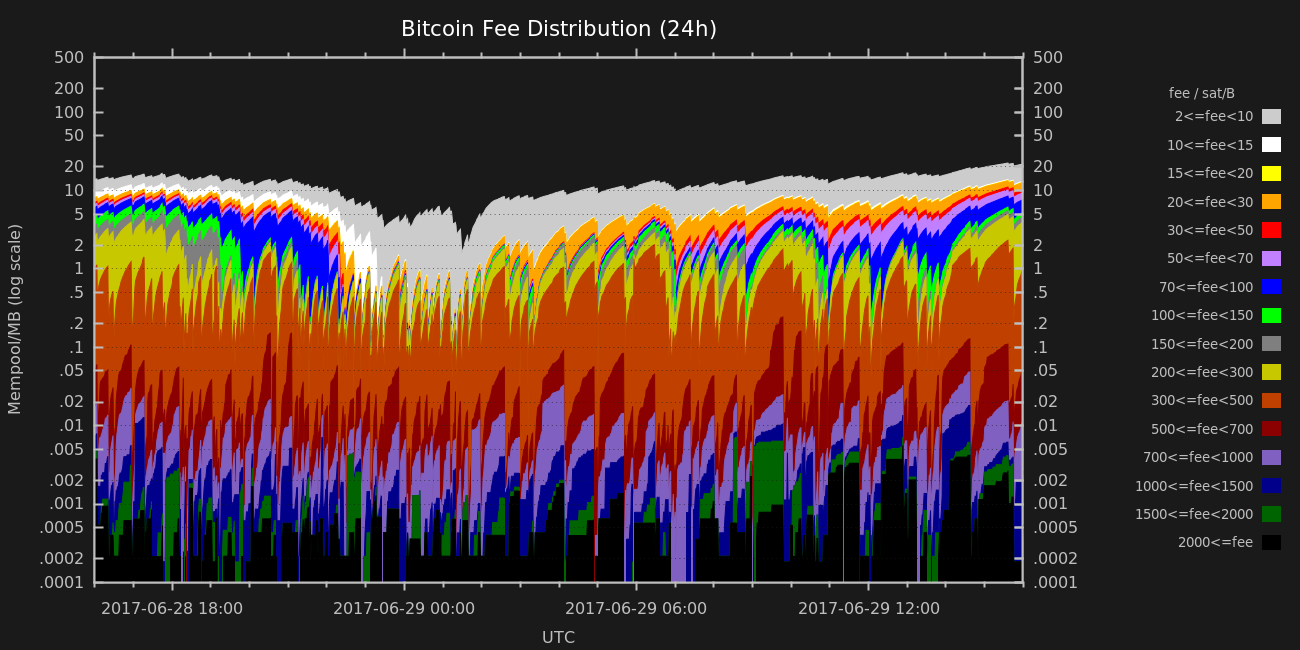 Bitcoin Fee Distribution (24h)
500
200
100
50
20
10
5
2
1
.5
.2
.1
.05
.02
.01
.005
.002
.001
.0005
.0002
.0001
Mempool/MB (log scale)
500
200
100
50
20
10
5
2
1
.5
.2
.1
.05
.02
.01
.005
.002
.001
.0005
.0002
.0001
2017-06-28 18:00 2017-06-29 00:00 2017-06-29 06:00 2017-06-29 12:00
UTC
fee / sat/B
2<=fee<10
10<=fee<15
15<=fee<20
20<=fee<30
30<=fee<50
50<=fee<70
70<=fee<100
100<=fee<150
150<=fee<200
200<=fee<300
300<=fee<500
500<=fee<700
700<=fee<1000
1000<=fee<1500
1500<=fee<2000
2000<=fee